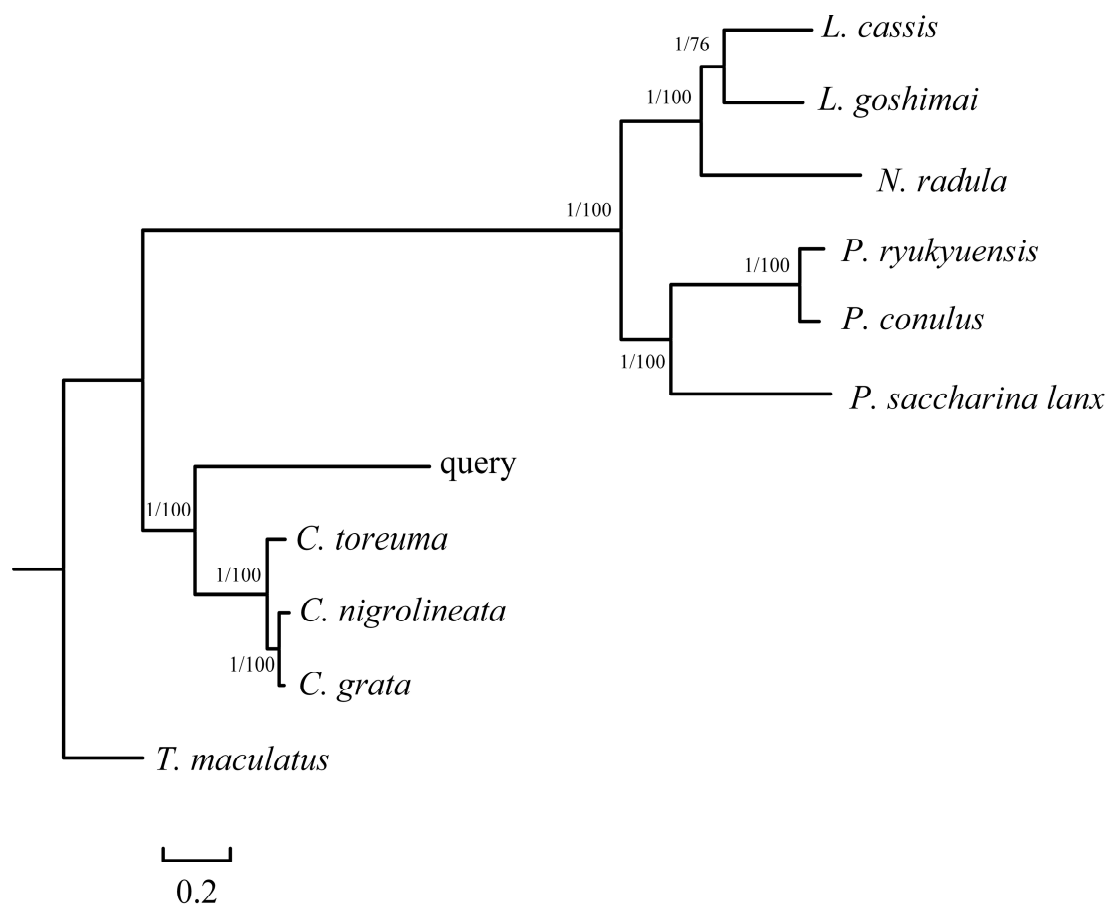 L. cassis
1/76
1/100
L. goshimai
N. radula
1/100
P. ryukyuensis
1/100
P. conulus
1/100
P. saccharina lanx
query
1/100
C. toreuma
1/100
C. nigrolineata
1/100
C. grata
T. maculatus
0.2